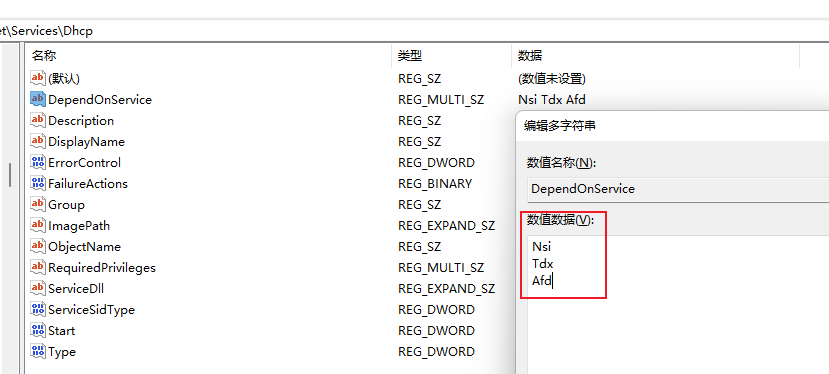 et\Services\Dhcp
名称 类型 数据
(默认) REG_SZ (数值未设置)
DependOnService REG_MULTI_SZ Nsi Tdx Afd
Description REG_SZ
DisplayName REG_SZ
ErrorControl REG_DWORD
FailureActions REG_BINARY
Group REG_SZ
ImagePath REG_EXPAND_SZ
ObjectName REG_SZ
RequiredPrivileges REG_MULTI_SZ
ServiceDll REG_EXPAND_SZ
ServiceSidType REG_DWORD
Start REG_DWORD
Type REG_DWORD
编辑多字符串
数值名称(N):
DependOnService
数值数据(V):
Nsi
Tdx
Afd